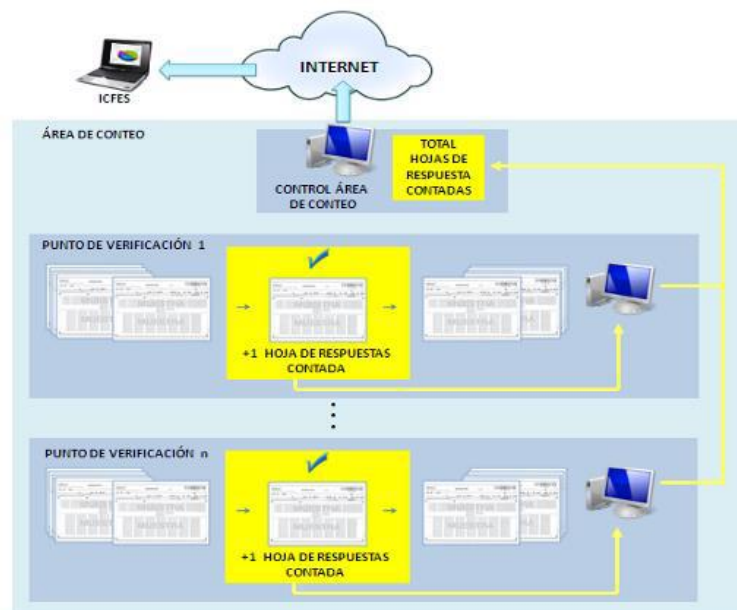 INTERNET
ICFES
ÁREA DE CONTEO
TOTAL
HOJAS DE
RESPUESTA
CONTADAS
CONTROL ÁREA
DE CONTEO
PUNTO DE VERIFICACIÓN 1
+1 HOJA DE RESPUESTAS
CONTADA
PUNTO DE VERIFICACIÓN n
+1 HOJA DE RESPUESTAS
CONTADA